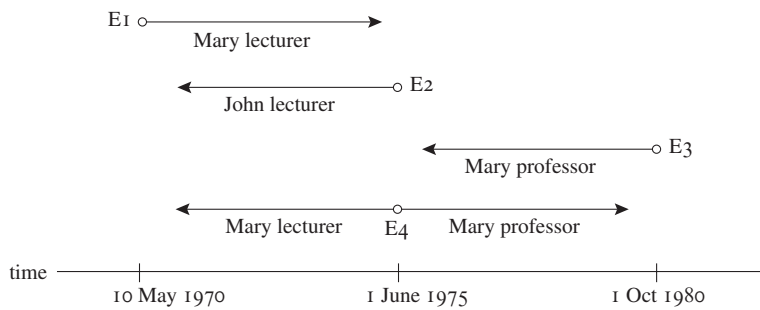 E1
Mary lecturer
E2
John lecturer
E3
Mary professor
Mary lecturer E4 Mary professor
time
10 May 1970 1 June 1975 1 Oct 1980